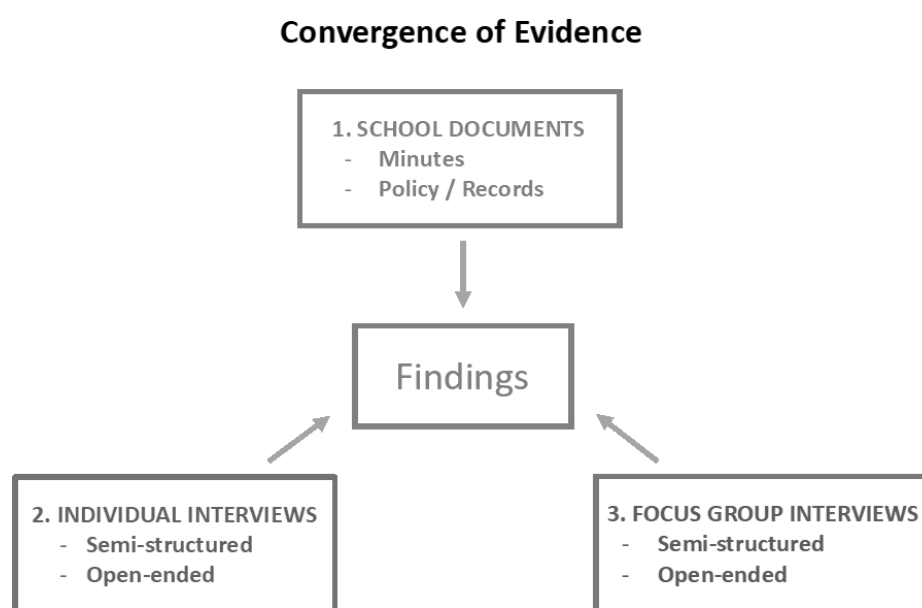 Convergence of Evidence
1. SCHOOL DOCUMENTS
- Minutes
- Policy / Records
Findings
2. INDIVIDUAL INTERVIEWS
- Semi-structured
- Open-ended
3. FOCUS GROUP INTERVIEWS
- Semi-structured
- Open-ended